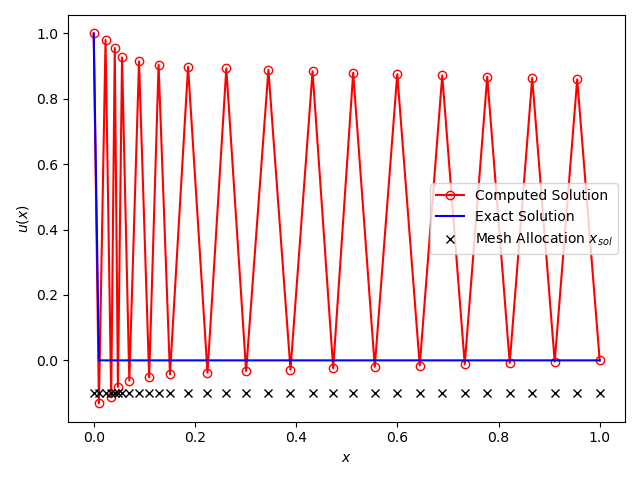 1.0
0.8
0.6
0.4
0.2
0.0
u(x)
Computed Solution
Exact Solution
Mesh Allocation x_sol
0.0 0.2 0.4 0.6 0.8 1.0
x